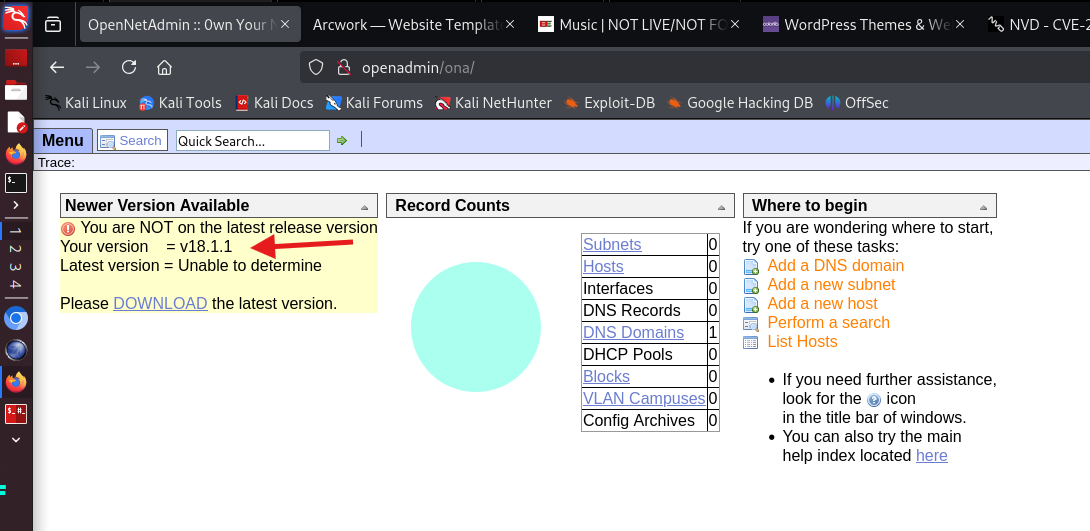 OpenNetAdmin :: 0wn Your N
Arcwork — Website Templat
Music | NOT LIVE/NOT FO
WordPress Themes & We
NVD - CVE-2
openadmin/ona/
Kali Linux
Kali Tools
Kali Docs
Kali Forums
Kali NetHunter
Exploit-DB
Google Hacking DB
OffSec
Menu
Search
Quick Search...
Trace:
Newer Version Available
You are NOT on the latest release version
Your version = v18.1.1
Latest version = Unable to determine
Please DOWNLOAD the latest version.
Record Counts
Subnets 0
Hosts 0
Interfaces 0
DNS Records 0
DNS Domains 1
DHCP Pools 0
Blocks 0
VLAN Campuses 0
Config Archives 0
Where to begin
If you are wondering where to start,
try one of these tasks:
Add a DNS domain
Add a new subnet
Add a new host
Perform a search
List Hosts
• If you need further assistance,
look for the ? icon
in the title bar of windows.
• You can also try the main
help index located here
1
2
3
4